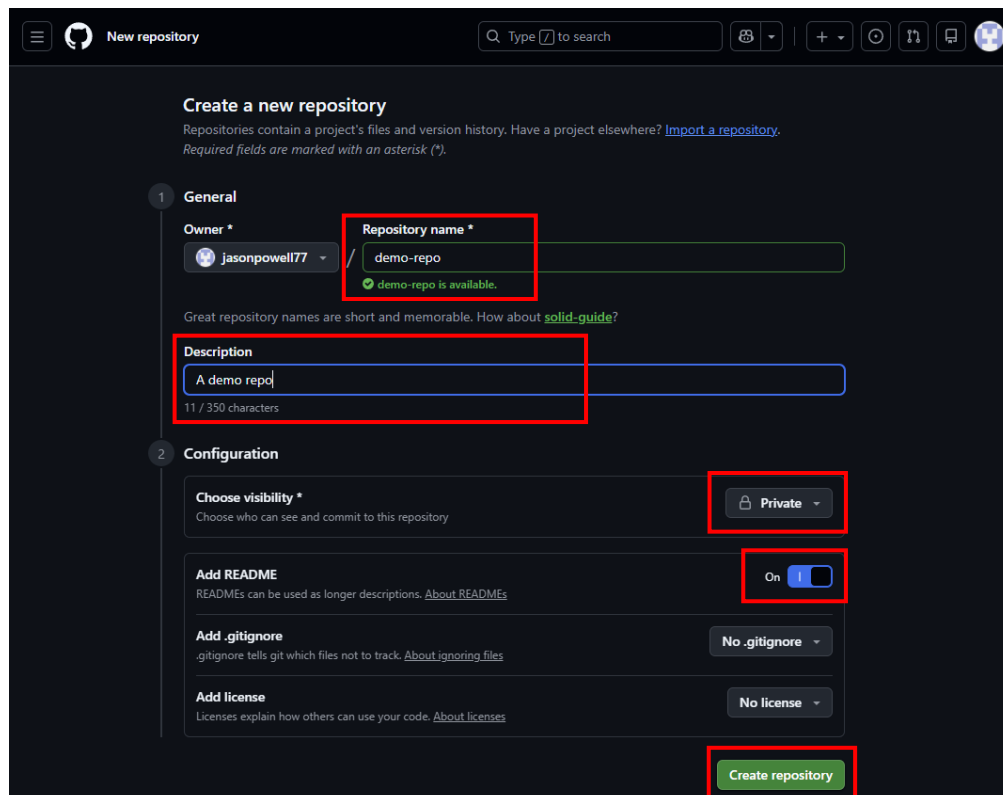 New repository
Type / to search
Create a new repository
Repositories contain a project's files and version history. Have a project elsewhere? Import a repository.
Required fields are marked with an asterisk (*).
1 General
Owner * Repository name *
jasonpowell77 / demo-repo
demo-repo is available.
Great repository names are short and memorable. How about solid-guide?
Description
A demo repo
11 / 350 characters
2 Configuration
Choose visibility *
Choose who can see and commit to this repository
Private
Add README
READMEs can be used as longer descriptions. About READMEs
On
Add .gitignore
.gitignore tells git which files not to track. About ignoring files
No .gitignore
Add license
Licenses explain how others can use your code. About licenses
No license
Create repository